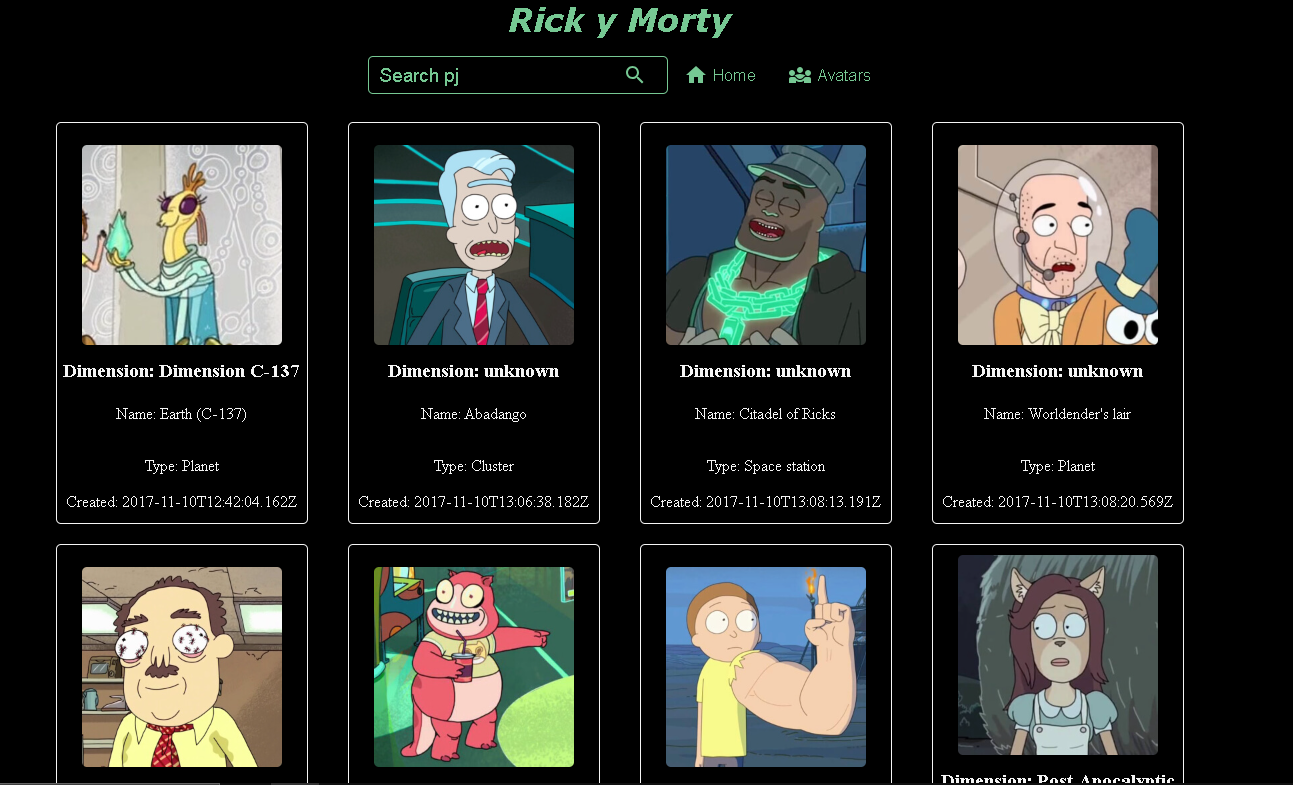 Rick y Morty
Search pj
Home
Avatars
Dimension: Dimension C-137
Name: Earth (C-137)
Type: Planet
Created: 2017-11-10T12:42:04.162Z
Dimension: unknown
Name: Abadango
Type: Cluster
Created: 2017-11-10T13:06:38.182Z
Dimension: unknown
Name: Citadel of Ricks
Type: Space station
Created: 2017-11-10T13:08:13.191Z
Dimension: unknown
Name: Worldender's lair
Type: Planet
Created: 2017-11-10T13:08:20.569Z
Dimension: Post-Apocalyptic